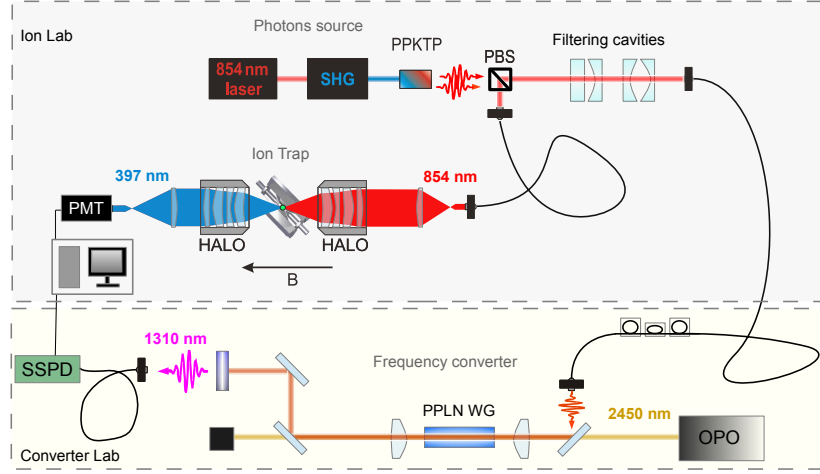 Ion Lab
Photons source
854 nm
laser
SHG
PPKTP
PBS
Filtering cavities
397 nm
Ion Trap
854 nm
PMT
HALO
HALO
B
1310 nm
Frequency converter
SSPD
PPLN WG
2450 nm
OPO
Converter Lab